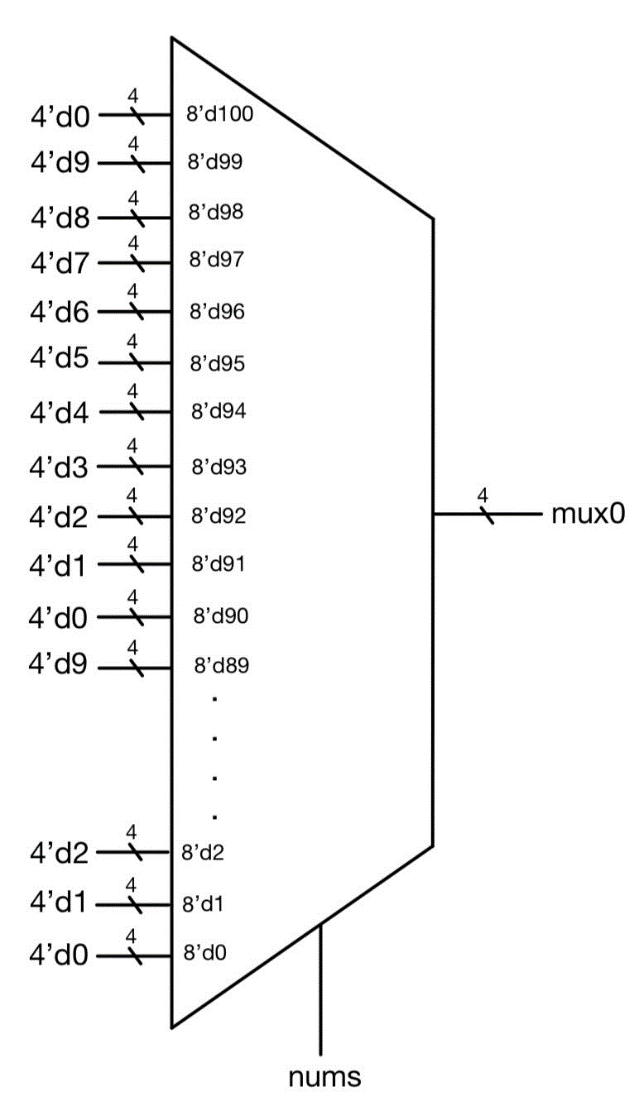 4'd0 4 8'd100
4'd9 4 8'd99
4'd8 4 8'd98
4'd7 4 8'd97
4'd6 4 8'd96
4'd5 4 8'd95
4'd4 4 8'd94
4'd3 4 8'd93
4'd2 4 8'd92
4 mux0
4'd1 4 8'd91
4'd0 4 8'd90
4'd9 4 8'd89
.
.
.
.
4'd2 4 8'd2
4'd1 4 8'd1
4'd0 4 8'd0
nums